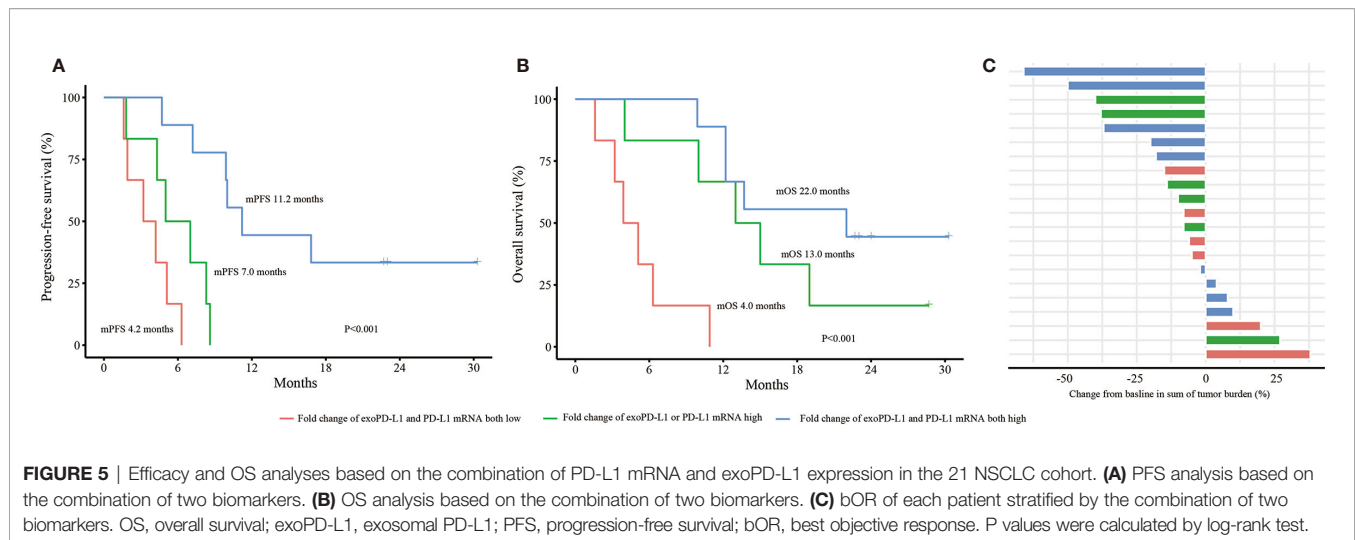 A
B
C
Progression-free survival (%)
100
75
50
25
0
mPFS 11.2 months
mPFS 7.0 months
mPFS 4.2 months
P<0.001
0 6 12 18 24 30
Months
Overall survival (%)
100
75
50
25
0
mOS 22.0 months
mOS 13.0 months
mOS 4.0 months
P<0.001
0 6 12 18 24 30
Months
-50 -25 0 25
Change from basline in sum of tumor burden (%)
Fold change of exoPD-L1 and PD-L1 mRNA both low
Fold change of exoPD-L1 or PD-L1 mRNA high
Fold change of exoPD-L1 and PD-L1 mRNA both high
FIGURE 5 | Efficacy and OS analyses based on the combination of PD-L1 mRNA and exoPD-L1 expression in the 21 NSCLC cohort. (A) PFS analysis based on
the combination of two biomarkers. (B) OS analysis based on the combination of two biomarkers. (C) bOR of each patient stratified by the combination of two
biomarkers. OS, overall survival; exoPD-L1, exosomal PD-L1; PFS, progression-free survival; bOR, best objective response. P values were calculated by log-rank test.